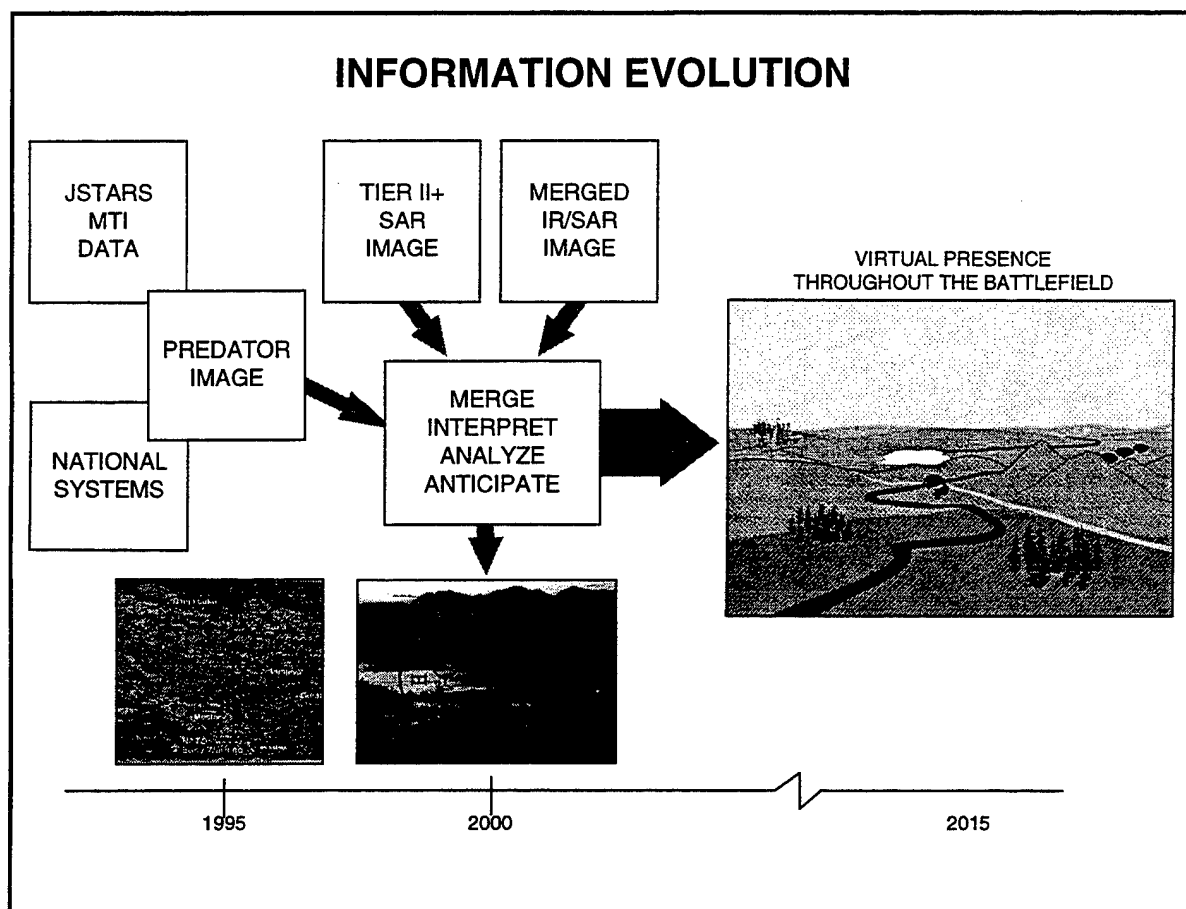 INFORMATION EVOLUTION
JSTARS
MTI
DATA
TIER II+
SAR
IMAGE
MERGED
IR/SAR
IMAGE
PREDATOR
IMAGE
NATIONAL
SYSTEMS
MERGE
INTERPRET
ANALYZE
ANTICIPATE
VIRTUAL PRESENCE
THROUGHOUT THE BATTLEFIELD
1995
2000
2015